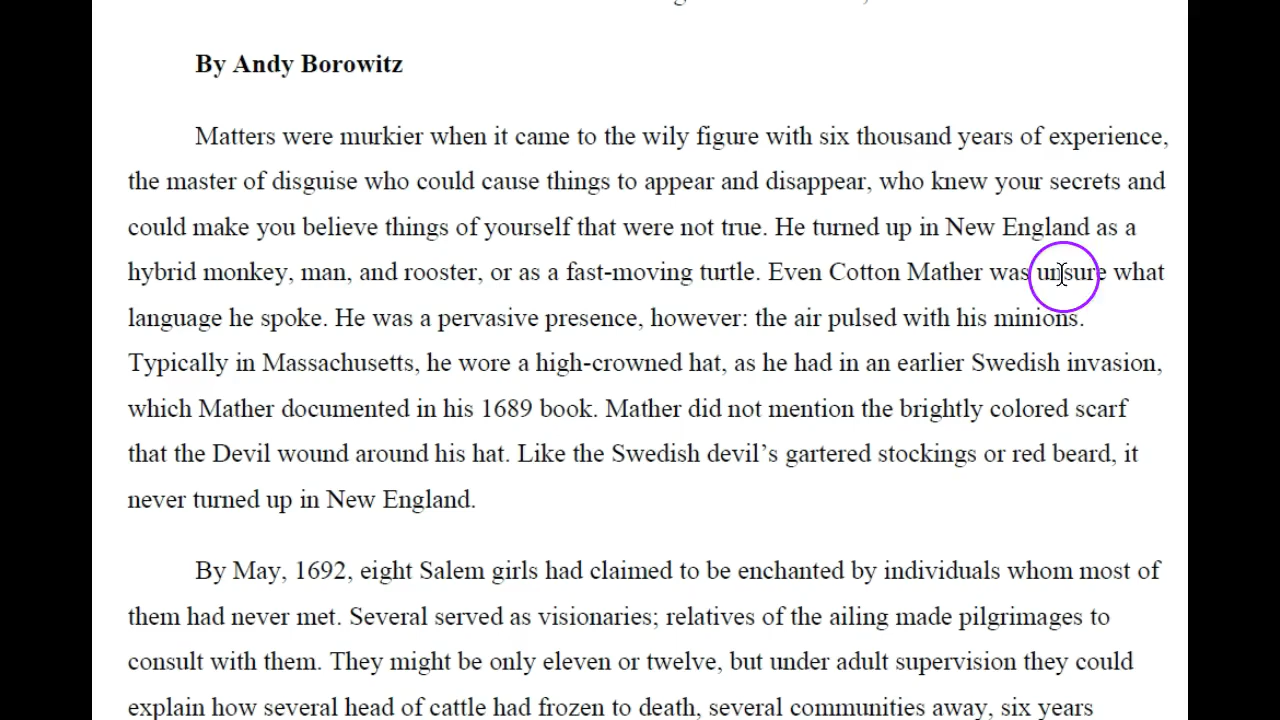 By Andy Borowitz
Matters were murkier when it came to the wily figure with six thousand years of experience,
the master of disguise who could cause things to appear and disappear, who knew your secrets and
could make you believe things of yourself that were not true. He turned up in New England as a
hybrid monkey, man, and rooster, or as a fast-moving turtle. Even Cotton Mather was unsure what
language he spoke. He was a pervasive presence, however: the air pulsed with his minions.
Typically in Massachusetts, he wore a high-crowned hat, as he had in an earlier Swedish invasion,
which Mather documented in his 1689 book. Mather did not mention the brightly colored scarf
that the Devil wound around his hat. Like the Swedish devil’s gartered stockings or red beard, it
never turned up in New England.
By May, 1692, eight Salem girls had claimed to be enchanted by individuals whom most of
them had never met. Several served as visionaries; relatives of the ailing made pilgrimages to
consult with them. They might be only eleven or twelve, but under adult supervision they could
explain how several head of cattle had frozen to death, several communities away, six years